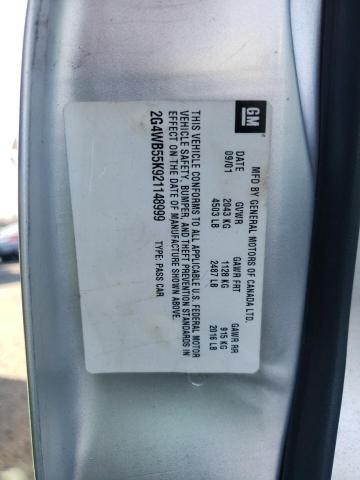 GM
MFD BY GENERAL MOTORS OF CANADA LTD.
DATE GVWR GAWR FRT GAWR RR
09/01 2043 KG 1128 KG 915 KG
4503 LB 2487 LB 2016 LB
THIS VEHICLE CONFORMS TO ALL APPLICABLE U.S. FEDERAL MOTOR
VEHICLE SAFETY, BUMPER, AND THEFT PREVENTION STANDARDS IN
EFFECT ON THE DATE OF MANUFACTURE SHOWN ABOVE.
2G4WB55K921148999 TYPE: PASS CAR